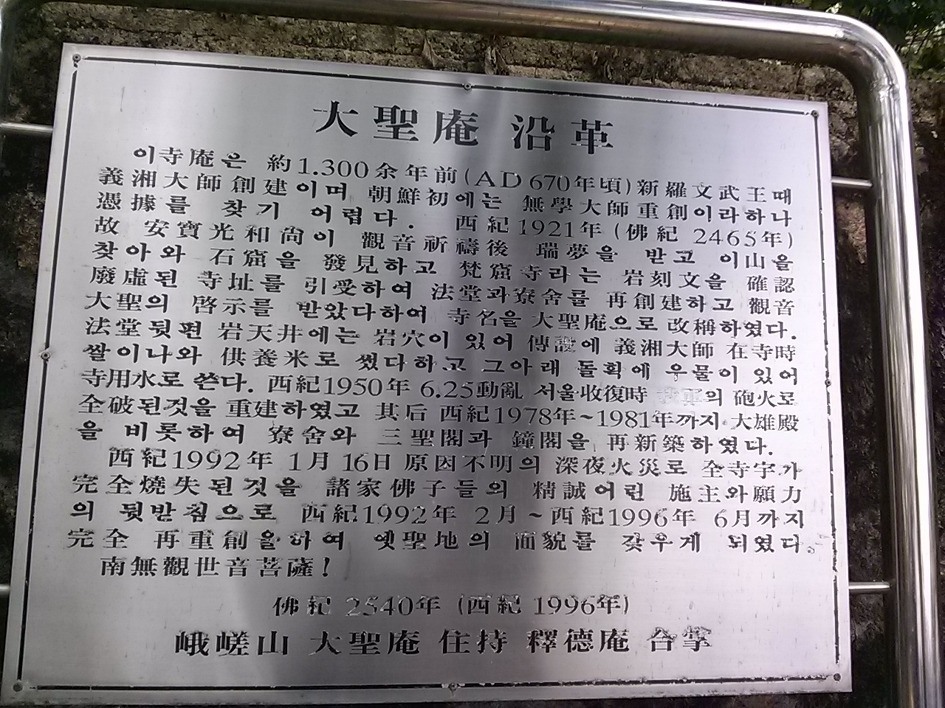 大聖庵 沿革
이寺庵은 約1.300余年前(AD 670年頃)新羅文武王때
義湘大師創建이며 朝鮮初에는 無學大師重創이라하나
憑據를 찾기 어렵다. 西紀1921年 (佛紀 2465年)
故 安寶光和尙이 觀音祈禱後 瑞夢을 받고 이山을
찾아와 石窟을 發見하고 梵窟寺라는 岩刻文을 確認
廢虛된 寺址를 引受하여 法堂과寮舍를 再創建하고 觀音
大聖의 啓示를 받았다하여 寺名을 大聖庵으로 改稱하였다.
法堂뒷편 岩天井에는 岩穴이 있어 傳說에 義湘大師 在寺時
쌀이나와 供養米로 썼다하고 그아래 돌확에 우물이 있어
寺用水로 쓴다. 西紀1950年 6.25動亂 서울收復時 의 砲火로
全破된것을 重建하였고 其后 西紀1978年~1981年까지 大雄殿
을 비롯하여 寮舍와 三聖閣과 鐘閣을 再新築하였다.
西紀1992年 1月 16日 原因不明의 深夜火災로 全寺宇가
完全燒失된것을 諸家佛子들의 精誠어린 施主와願力
의 뒷받침으로 西紀1992年 2月~西紀1996年 6月까지
完全 再重創을하여 옛聖地의 面貌를 갖우게 되였다.
南無觀世音菩薩!
佛紀 2540年 (西紀 1996年)
峨嵯山 大聖庵 住持 釋德庵 合掌